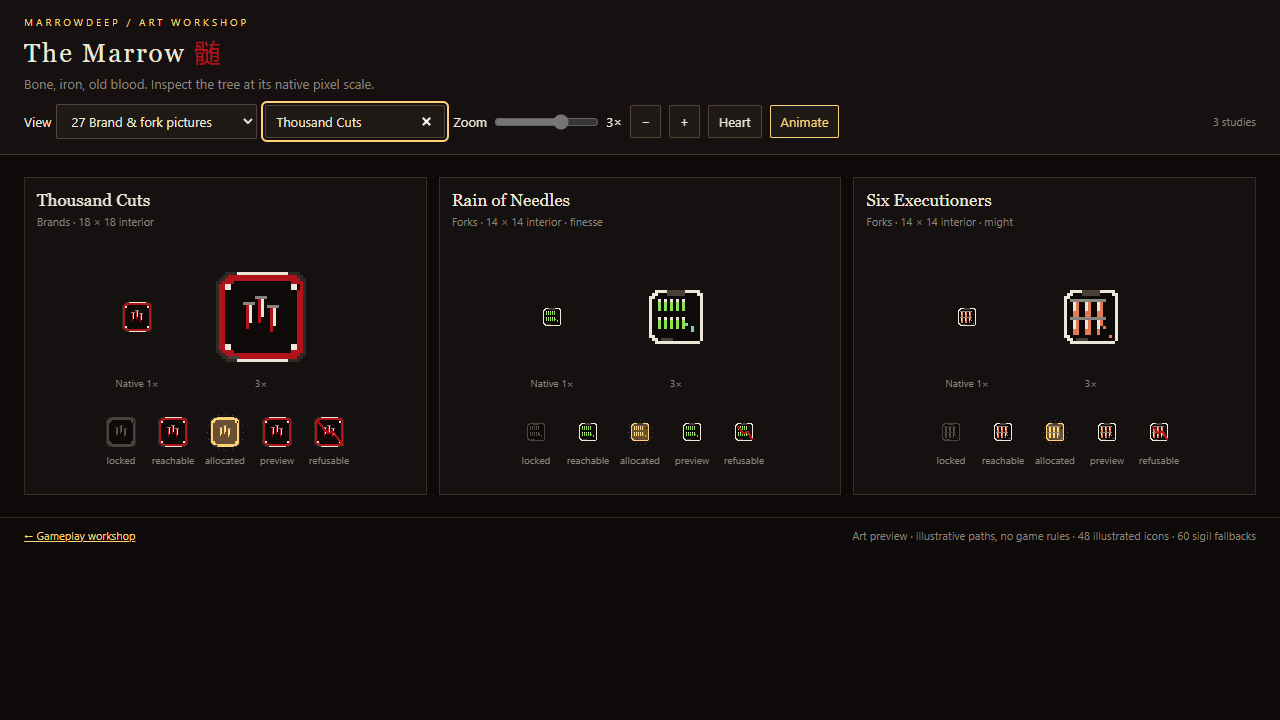 MARROWDEEP / ART WORKSHOP
The Marrow 髄
Bone, iron, old blood. Inspect the tree at its native pixel scale.
View 27 Brand & fork pictures Thousand Cuts × Zoom 3× − + Heart Animate 3 studies
Thousand Cuts
Brands · 18 × 18 interior
Native 1× 3×
locked reachable allocated preview refusable
Rain of Needles
Forks · 14 × 14 interior · finesse
Native 1× 3×
locked reachable allocated preview refusable
Six Executioners
Forks · 14 × 14 interior · might
Native 1× 3×
locked reachable allocated preview refusable
← Gameplay workshop
Art preview · illustrative paths, no game rules · 48 illustrated icons · 60 sigil fallbacks